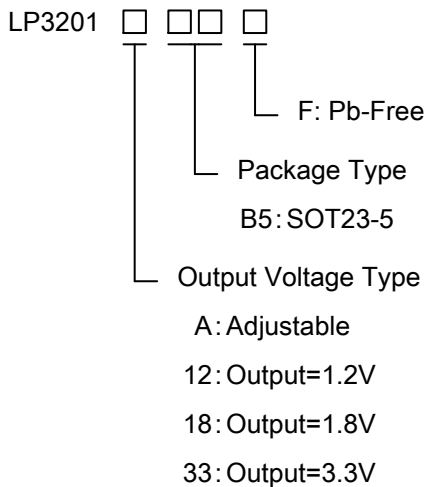 LP3201 □ □□ □
F: Pb-Free
Package Type
B5: SOT23-5
Output Voltage Type
A: Adjustable
12: Output=1.2V
18: Output=1.8V
33: Output=3.3V